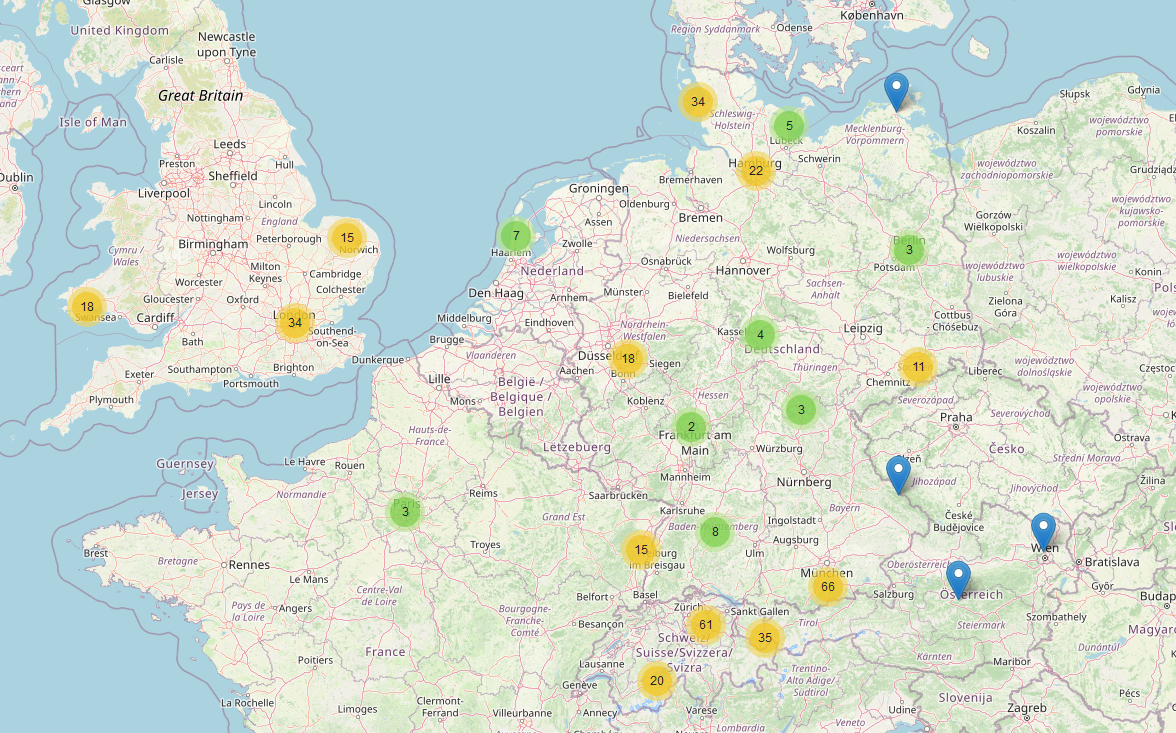 Glasgow
København
Region Syddanmark
Odense
United Kingdom
Newcastle
upon Tyne
Carlisle
Great Britain
Isle of Man
Leeds
Preston
Hull
Sheffield
Liverpool
Dublin
Lincoln
Nottingham
England
Birmingham
Peterborough
15
Norwich
Cymru /
Wales
Milton
Keynes
Cambridge
Worcester
Colchester
Gloucester
Oxford
18
Swansea
Cardiff
London
34
Southend-
on-Sea
Bath
Southampton
Brighton
Exeter
Portsmouth
Plymouth
34
Schleswig-
Holstein
5
Lübeck
Hamburg
22
Schwerin
Mecklenburg-
Vorpommern
Słupsk
Gdynia
Koszalin
województwo
pomorskie
województwo
zachodniopomorskie
Grudziądz
województwo
kujawsko-
pomorskie
Groningen
Bremerhaven
Oldenburg
Assen
Bremen
7
Haarlem
Zwolle
Niedersachsen
Nederland
Osnabrück
Hannover
Wolfsburg
Berlin
3
Potsdam
Gorzów
Wielkopolski
województwo
lubuskie
województwo
wielkopolskie
Konin
Den Haag
Arnhem
Münster
Bielefeld
Sachsen-
Anhalt
Zielona
Góra
Kalisz
Middelburg
Eindhoven
Nordrhein-
Westfalen
Kassel
4
Leipzig
Cottbus
Chóśebuz
Brugge
Dunkerque
Vlaanderen
18
Bonn
Siegen
Deutschland
Thüringen
11
Chemnitz
Liberec
województwo
dolnośląskie
Aachen
Lille
België /
Belgique /
Belgien
Mons
Koblenz
Hessen
3
Severozápad
Praha
Severovýchod
województwo
opolskie
Hauts-
de-France
Lëtzebuerg
2
Frankfurt am
Main
Würzburg
Česko
Ostrava
Střední Morava
Guernsey
Jersey
Le Havre
Rouen
Normandie
Reims
Saarbrücken
Mannheim
Nürnberg
Jihozápad
Jihovýchod
Žilina
3
Grand Est
Karlsruhe
8
Bayern
Ingolstadt
České
Budějovice
Brest
Bretagne
Rennes
Troyes
15
im Breisgau
Ulm
Augsburg
Wien
Bratislava
Le Mans
Centre-Val
de Loire
Belfort
Basel
München
66
Salzburg
Österreich
Győr
Pays de
la Loire
Angers
Bourgogne-
Franche-
Comté
Besançon
Zürich
61
Sankt Gallen
35
Tirol
Steiermark
Szombathely
France
Schweiz/
Suisse/Svizzera/
Svizra
Kärnten
Poitiers
Lausanne
20
Genève
Trentino-
Alto Adige/
Südtirol
Maribor
Dunántúl
La Rochelle
Limoges
Clermont-
Ferrand
Villeurbanne
Annecy
Varese
Lombardia
Veneto
Udine
Slovenija
Zagreb
Pécs